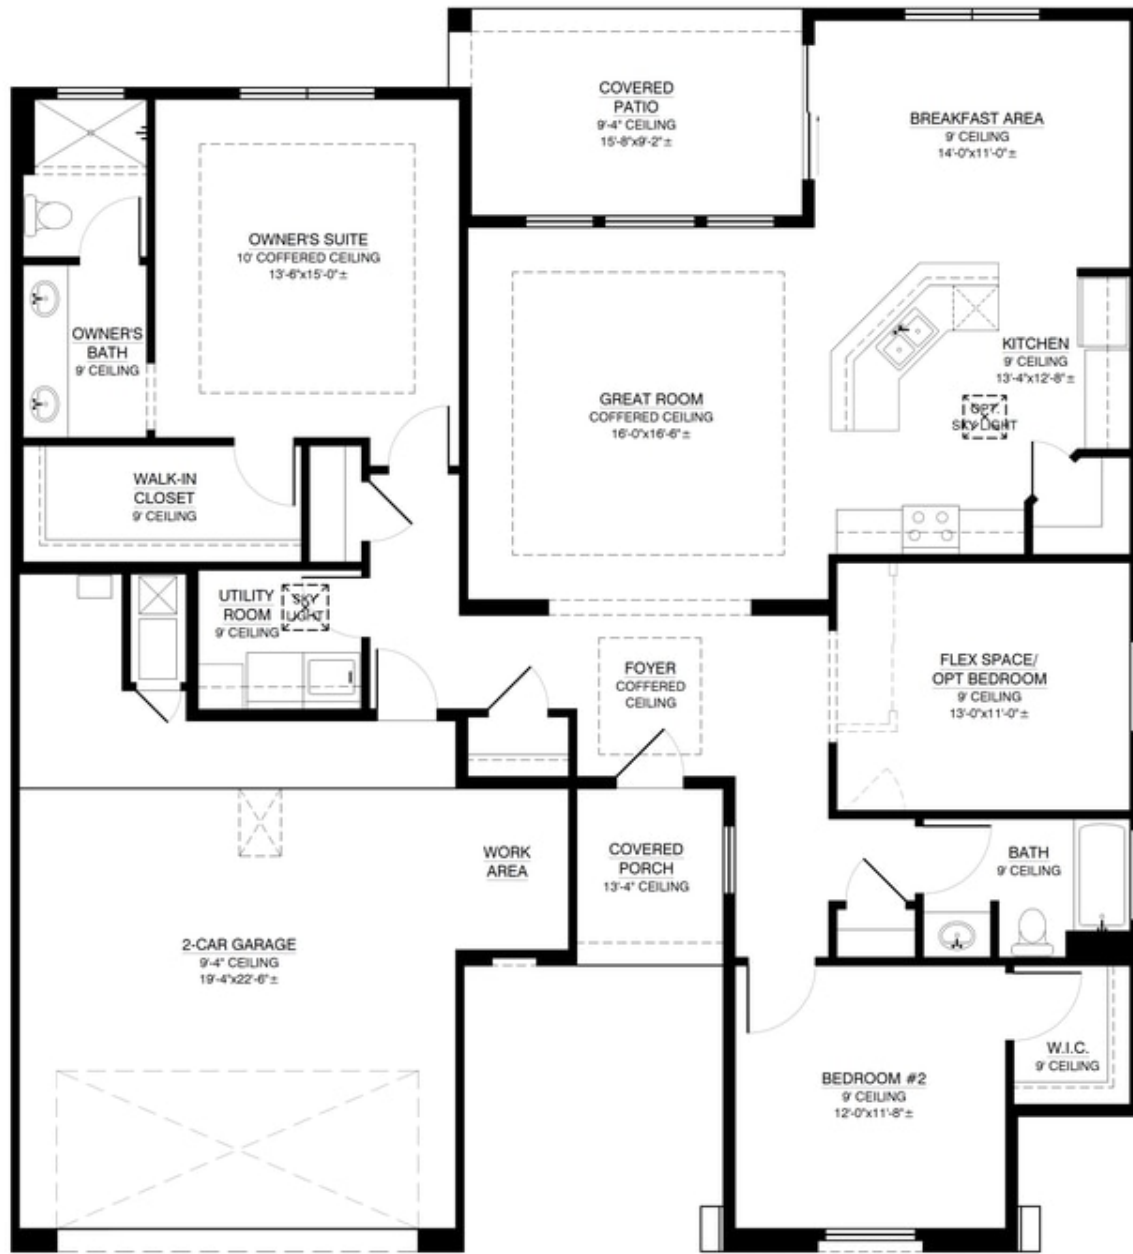 COVERED
PATIO
9'-4" CEILING
15'-8"x9'-2"±
BREAKFAST AREA
9' CEILING
14'-0"x11'-0"±
OWNER'S SUITE
10' COFFERED CEILING
13'-6"x15'-0"±
OWNER'S
BATH
9' CEILING
KITCHEN
9' CEILING
13'-4"x12'-8"±
GREAT ROOM
COFFERED CEILING
16'-0"x16'-6"±
OPT.
SKY LIGHT
WALK-IN
CLOSET
9' CEILING
UTILITY
ROOM
9' CEILING
SKY
LIGHT
FOYER
COFFERED
CEILING
FLEX SPACE/
OPT BEDROOM
9' CEILING
13'-0"x11'-0"±
WORK
AREA
COVERED
PORCH
13'-4" CEILING
BATH
9' CEILING
2-CAR GARAGE
9'-4" CEILING
19'-4"x22'-6"±
W.I.C.
9' CEILING
BEDROOM #2
9' CEILING
12'-0"x11'-8"±